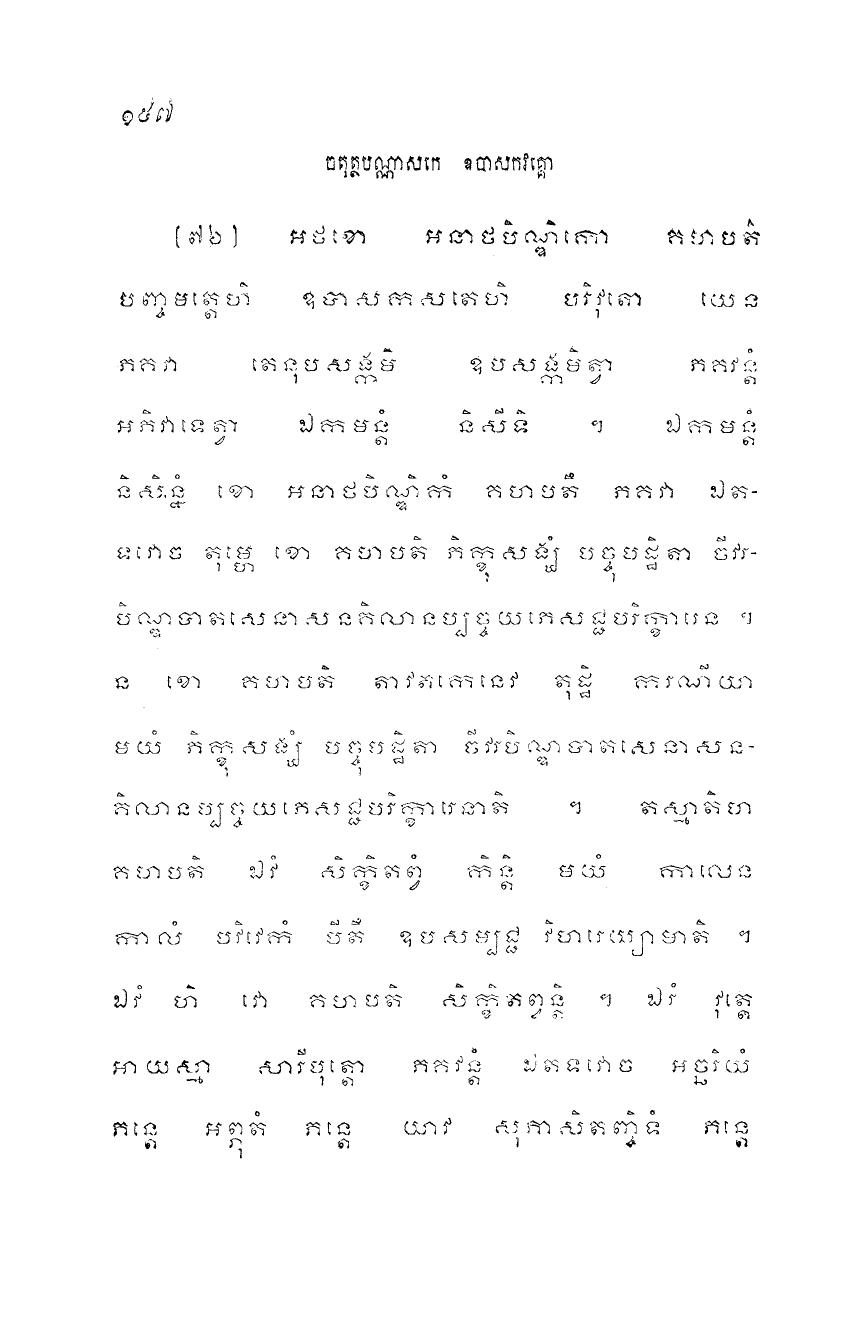 ១៥៧
ចតុត្ថបណ្ណាសកេ ឧបាសកវគ្គោ
[៧៦] អថខោ អនាថបិណ្ឌិកោ គហបតិ
បញ្ចមត្តេហិ ឧបាសកសតេហិ បរិវុតោ យេន
ភគវា តេនុបសង្កមិ ឧបសង្កមិត្វា ភគវន្តំ
អភិវាទេត្វា ឯកមន្តំ និសីទិ ។ ឯកមន្តំ
និសិន្នំ ខោ អនាថបិណ្ឌិកំ គហបតឹ ភគវា ឯត-
ទវោច តុម្ហេ ខោ គហបតិ ភិក្ខុសង្ឃំ បច្ចុបដ្ឋិតា ចីវរ-
បិណ្ឌបាតសេនាសនគិលានប្បច្ចយភេសជ្ជបរិក្ខារេន ។
ន ខោ គហបតិ តាវតកេនេវ តុដ្ឋិ ករណីយា
មយំ ភិក្ខុសង្ឃំ បច្ចុបដ្ឋិតា ចីវរបិណ្ឌបាតសេនាសន-
គិលានប្បច្ចយភេសជ្ជបរិក្ខារេនាតិ ។ តស្មាតិហ
គហបតិ ឯវំ សិក្ខិតព្វំ កិន្តិ មយំ កាលេន
កាលំ បវិវេកំ បីតឹ ឧបសម្បជ្ជ វិហរេយ្យាមាតិ ។
ឯវំ ហិ វោ គហបតិ សិក្ខិតព្វន្តិ ។ ឯវំ វុត្តេ
អាយស្មា សារីបុត្តោ ភគវន្តំ ឯតទវោច អច្ឆរិយំ
ភន្តេ អព្ភុតំ ភន្តេ យាវ សុភាសិតញ្ចិទំ ភន្តេ